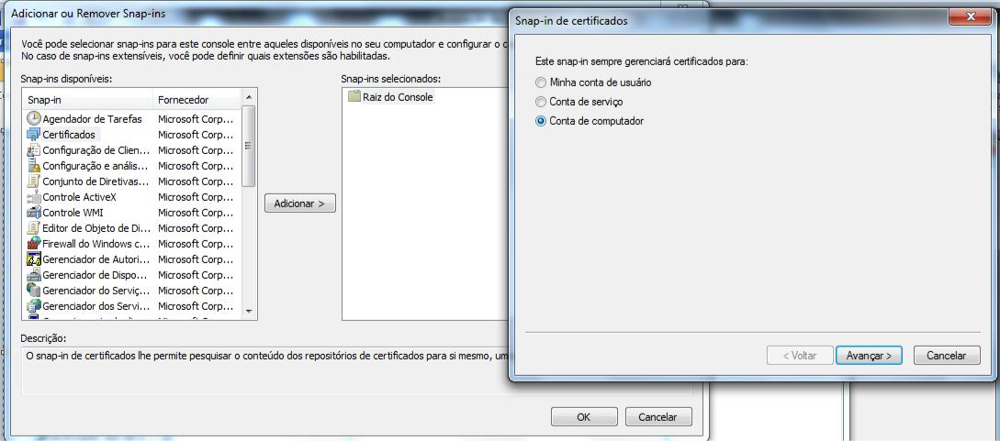 Adicionar ou Remover Snap-ins
Você pode selecionar snap-ins para este console entre aqueles disponíveis no seu computador e configurar o c
No caso de snap-ins extensíveis, você pode definir quais extensões são habilitadas.
Snap-ins disponíveis:
Snap-in Fornecedor
Agendador de Tarefas Microsoft Corp...
Certificados Microsoft Corp...
Configuração de Clien... Microsoft Corp...
Configuração e anális... Microsoft Corp...
Conjunto de Diretivas... Microsoft Corp...
Controle ActiveX Microsoft Corp...
Controle WMI Microsoft Corp...
Editor de Objeto de Di... Microsoft Corp...
Firewall do Windows c... Microsoft Corp...
Gerenciador de Autori... Microsoft Corp...
Gerenciador de Dispo... Microsoft Corp...
Gerenciador do Serviç... Microsoft Corp...
Gerenciador dos Servi... Microsoft Corp...
Adicionar >
Snap-ins selecionados:
Raiz do Console
Descrição:
O snap-in de certificados lhe permite pesquisar o conteúdo dos repositórios de certificados para si mesmo, um
OK Cancelar
Snap-in de certificados
Este snap-in sempre gerenciará certificados para:
Minha conta de usuário
Conta de serviço
Conta de computador
< Voltar Avançar > Cancelar